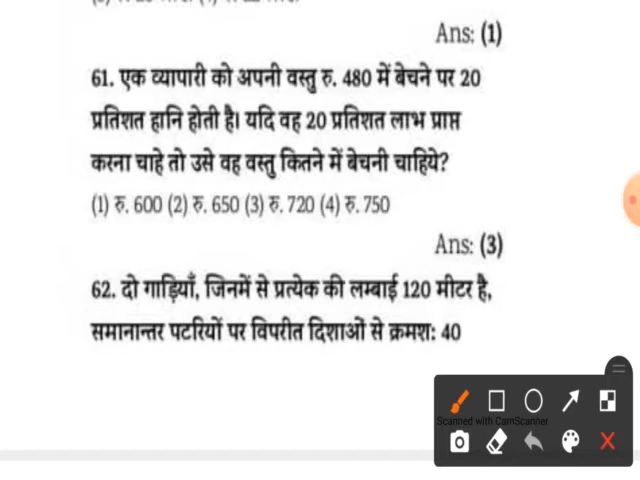 Ans: (1)
61. एक व्यापारी को अपनी वस्तु रु. 480 में बेचने पर 20
प्रतिशत हानि होती है। यदि वह 20 प्रतिशत लाभ प्राप्त
करना चाहे तो उसे वह वस्तु कितने में बेचनी चाहिये?
(1) रु. 600 (2) रु. 650 (3) रु. 720 (4) रु. 750
Ans: (3)
62. दो गाड़ियाँ, जिनमें से प्रत्येक की लम्बाई 120 मीटर है,
समानान्तर पटरियों पर विपरीत दिशाओं से क्रमश: 40
Scanned with CamScanner